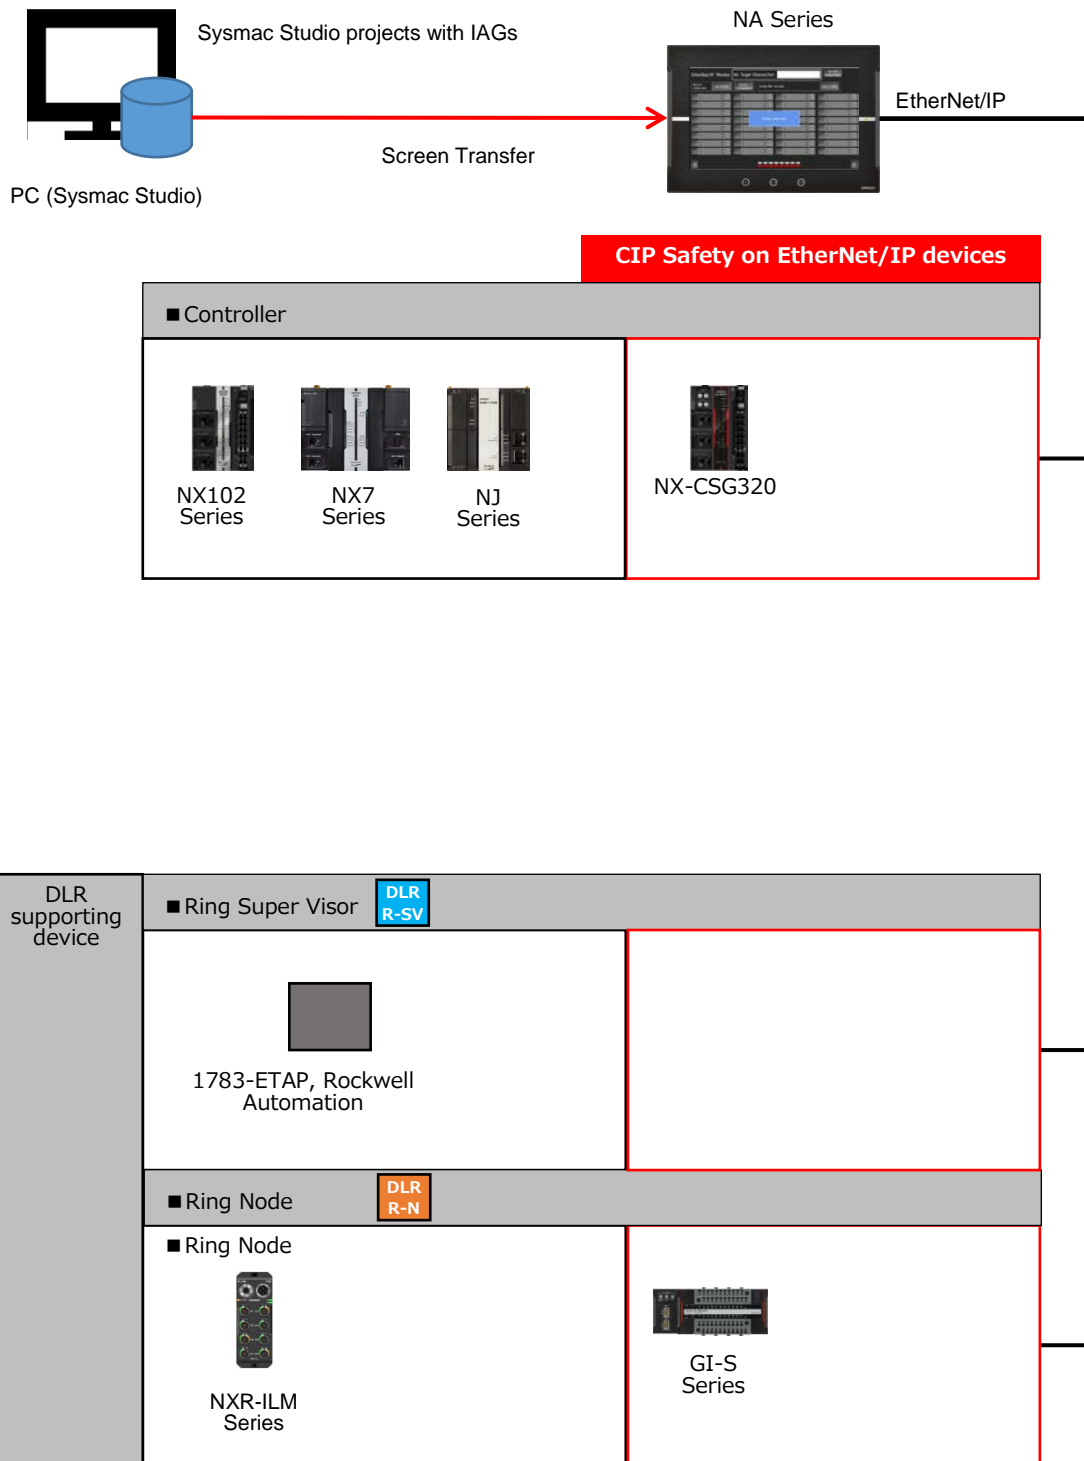 Sysmac Studio projects with IAGs
NA Series
EtherNet/IP
Screen Transfer
PC (Sysmac Studio)
CIP Safety on EtherNet/IP devices
■ Controller
NX102
Series
NX7
Series
NJ
Series
NX-CSG320
DLR
supporting
device
■ Ring Super Visor
DLR
R-SV
1783-ETAP, Rockwell
Automation
■ Ring Node
DLR
R-N
■ Ring Node
NXR-ILM
Series
GI-S
Series